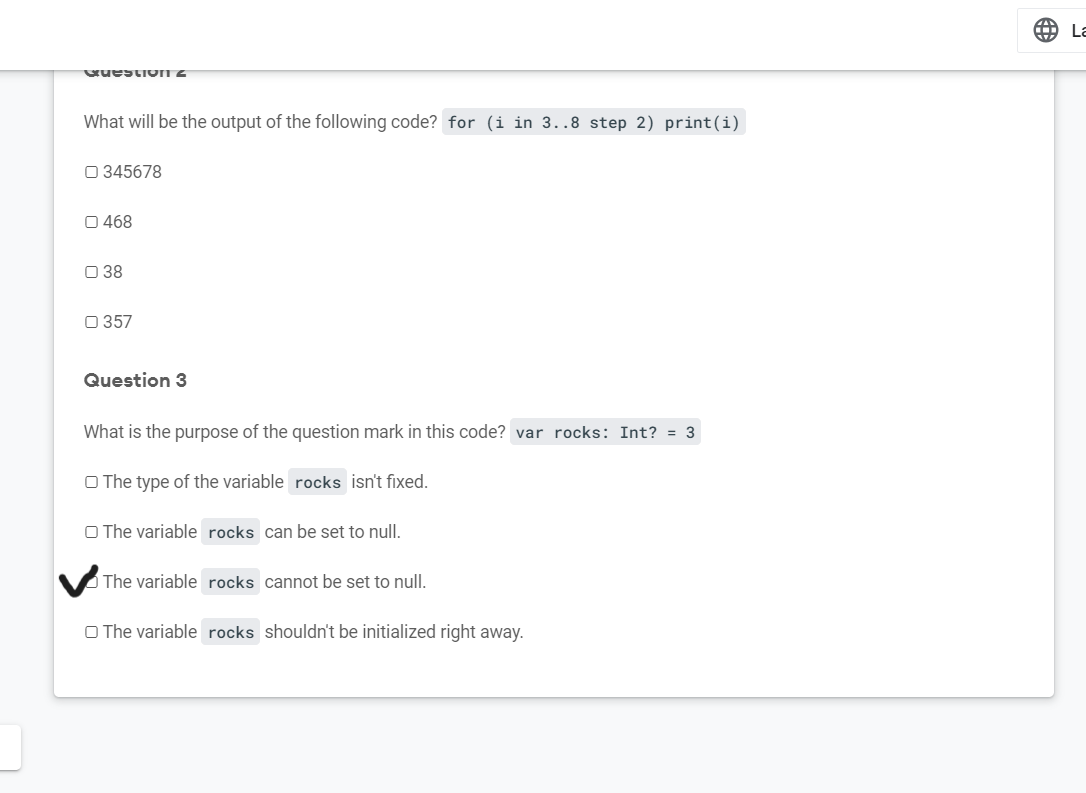 La
Question 2
What will be the output of the following code? for (i in 3..8 step 2) print(i)
345678
468
38
357
Question 3
What is the purpose of the question mark in this code? var rocks: Int? = 3
The type of the variable rocks isn't fixed.
The variable rocks can be set to null.
The variable rocks cannot be set to null.
The variable rocks shouldn't be initialized right away.